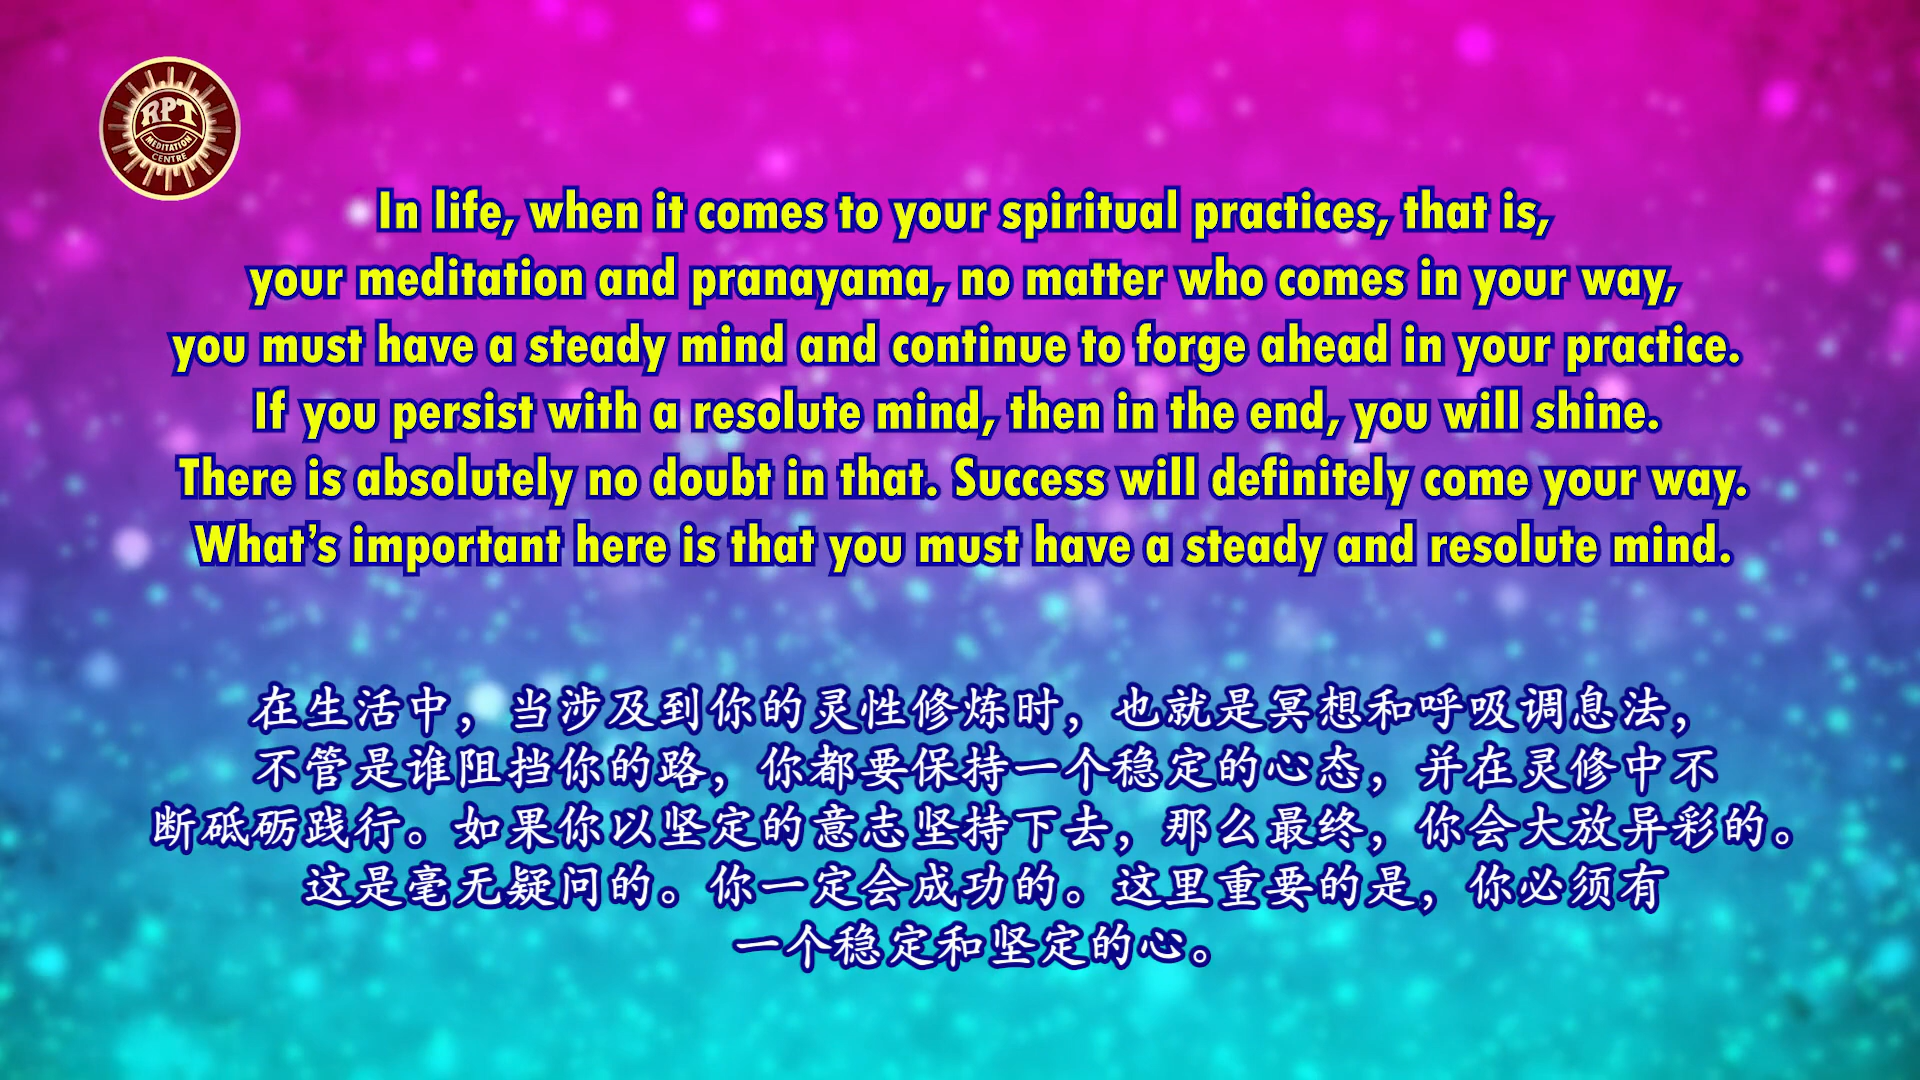 RPT
MEDITATION
CENTRE
In life, when it comes to your spiritual practices, that is,
your meditation and pranayama, no matter who comes in your way,
you must have a steady mind and continue to forge ahead in your practice.
If you persist with a resolute mind, then in the end, you will shine.
There is absolutely no doubt in that. Success will definitely come your way.
What’s important here is that you must have a steady and resolute mind.
在生活中，当涉及到你的灵性修炼时，也就是冥想和呼吸调息法，
不管是谁阻挡你的路，你都要保持一个稳定的心态，并在灵修中不
断砥砺践行。如果你以坚定的意志坚持下去，那么最终，你会大放异彩的。
这是毫无疑问的。你一定会成功的。这里重要的是，你必须有
一个稳定和坚定的心。